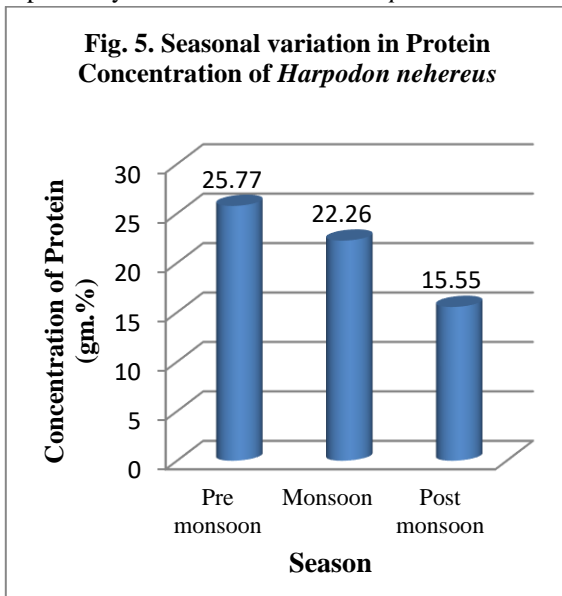 Fig. 5. Seasonal variation in Protein
Concentration of Harpodon nehereus
Concentration of Protein
(gm.%)
30
25
20
15
10
5
0
25.77
22.26
15.55
Pre
monsoon
Monsoon
Post
monsoon
Season